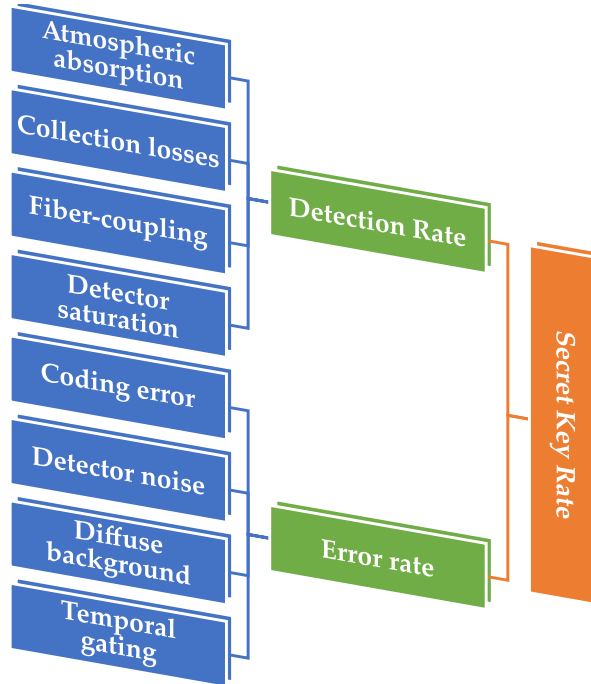 Atmospheric
absorption
Collection losses
Fiber-coupling
Detector
saturation
Coding error
Detector noise
Diffuse
background
Temporal
gating
Detection Rate
Error rate
Secret Key Rate